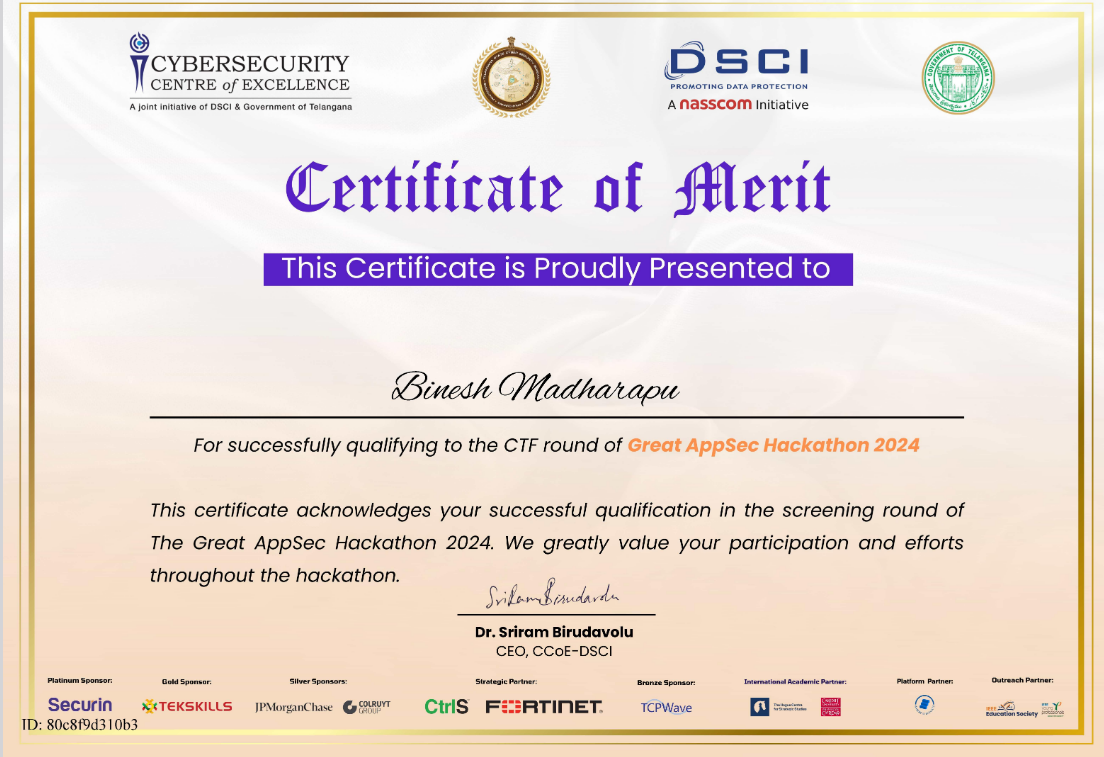 CYBERSECURITY
CENTRE of EXCELLENCE
A joint initiative of DSCI & Government of Telangana
DSCI
PROMOTING DATA PROTECTION
A nasscom Initiative
GOVERNMENT OF TELANGANA
Certificate of Merit
This Certificate is Proudly Presented to
Binesh Madharapu
For successfully qualifying to the CTF round of Great AppSec Hackathon 2024
This certificate acknowledges your successful qualification in the screening round of
The Great AppSec Hackathon 2024. We greatly value your participation and efforts
throughout the hackathon.
SriRam Birudavolu
Dr. Sriram Birudavolu
CEO, CCoE-DSCI
Platinum Sponsor:
Securin
Gold Sponsor:
TEKSKILLS
Silver Sponsors:
JPMorganChase
COLRUYT
GROUP
Strategic Partner:
CtrlS
FORTINET
Bronze Sponsor:
TCPWave
International Academic Partner:
Platform Partner:
Outreach Partner:
Education Society
ID: 80c8f9d310b3